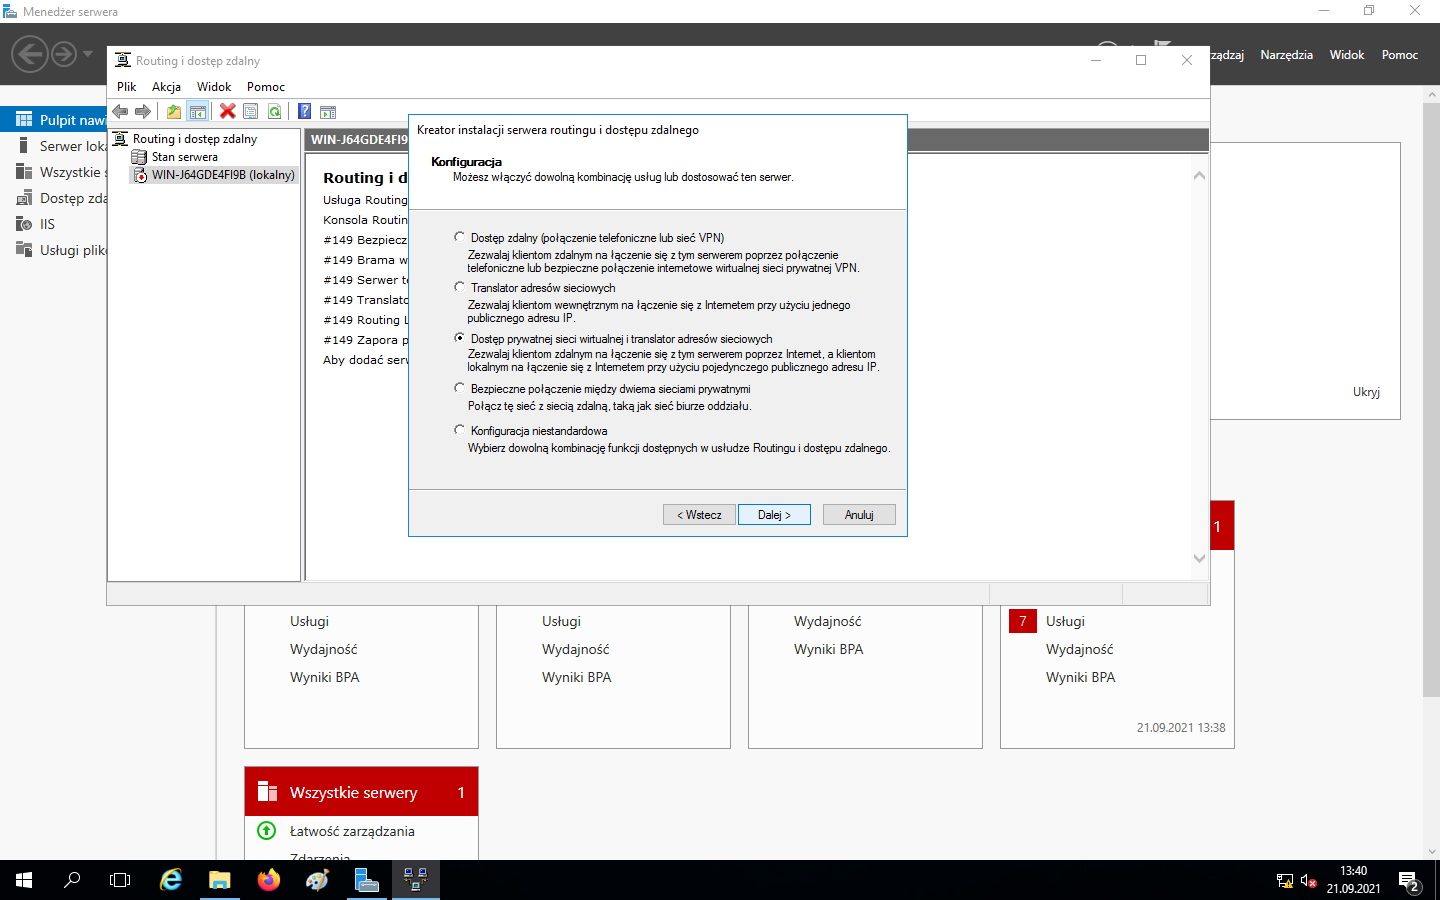 Menedżer serwera
Narzędzia
Widok
Pomoc
Routing i dostęp zdalny
Plik
Akcja
Widok
Pomoc
Pulpit
Serwer
Wszystkie
Dostęp
IIS
Usługi
Routing i dostęp zdalny
Stan serwera
WIN-J64GDE4FI9B (lokalny)
WIN-J64GDE4FI9
Routing i d
Usługa Routing
Konsola Routin
#149 Bezpiecz
#149 Brama w
#149 Serwer te
#149 Translato
#149 Routing L
#149 Zapora p
Aby dodać serw
Kreator instalacji serwera routingu i dostępu zdalnego
Konfiguracja
Możesz włączyć dowolną kombinację usług lub dostosować ten serwer.
Dostęp zdalny (połączenie telefoniczne lub sieć VPN)
Zezwalaj klientom zdalnym na łączenie się z tym serwerem poprzez połączenie
telefoniczne lub bezpieczne połączenie internetowe wirtualnej sieci prywatnej VPN.
Translator adresów sieciowych
Zezwalaj klientom wewnętrznym na łączenie się z Internetem przy użyciu jednego
publicznego adresu IP.
Dostęp prywatnej sieci wirtualnej i translator adresów sieciowych
Zezwalaj klientom zdalnym na łączenie się z tym serwerem poprzez Internet, a klientom
lokalnym na łączenie się z Internetem przy użyciu pojedynczego publicznego adresu IP.
Bezpieczne połączenie między dwiema sieciami prywatnymi
Połącz tę sieć z siecią zdalną, taką jak sieć biurze oddziału.
Konfiguracja niestandardowa
Wybierz dowolną kombinację funkcji dostępnych w usłudze Routingu i dostępu zdalnego.
< Wstecz
Dalej >
Anuluj
Ukryj
1
Usługi
Wydajność
Wyniki BPA
Usługi
Wydajność
Wyniki BPA
Wydajność
Wyniki BPA
7 Usługi
Wydajność
Wyniki BPA
21.09.2021 13:38
Wszystkie serwery 1
Łatwość zarządzania
Zdarzenia
13:40
21.09.2021
2